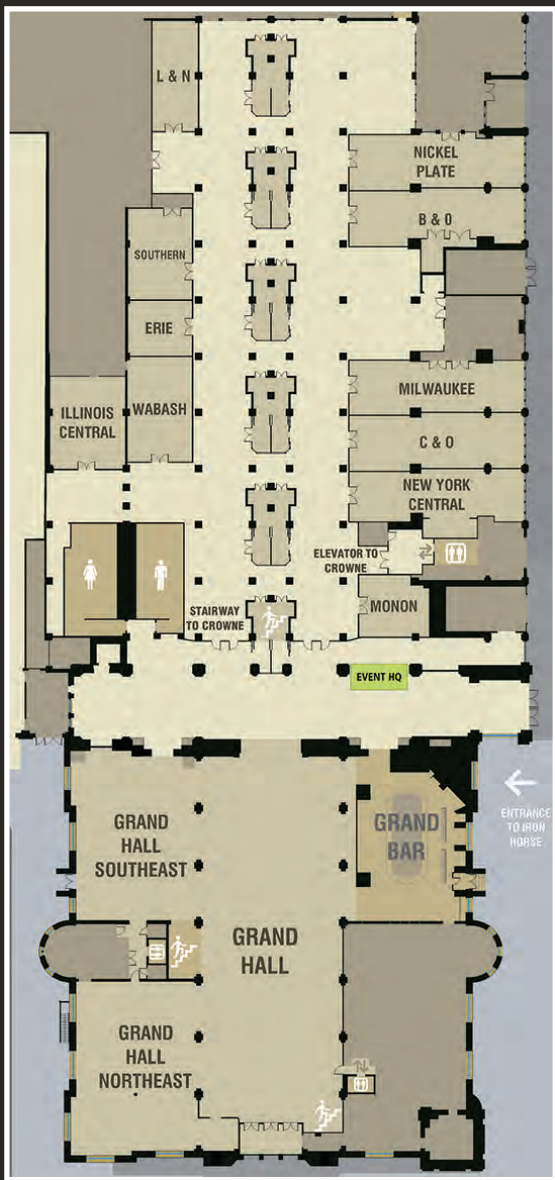 L & N
NICKEL
PLATE
B & O
SOUTHERN
ERIE
MILWAUKEE
ILLINOIS
CENTRAL
WABASH
C & O
NEW YORK
CENTRAL
ELEVATOR TO
CROWNE
STAIRWAY
TO CROWNE
MONON
EVENT HQ
GRAND
HALL
SOUTHEAST
GRAND
BAR
ENTRANCE
TO IRON
HORSE
GRAND
HALL
GRAND
HALL
NORTHEAST